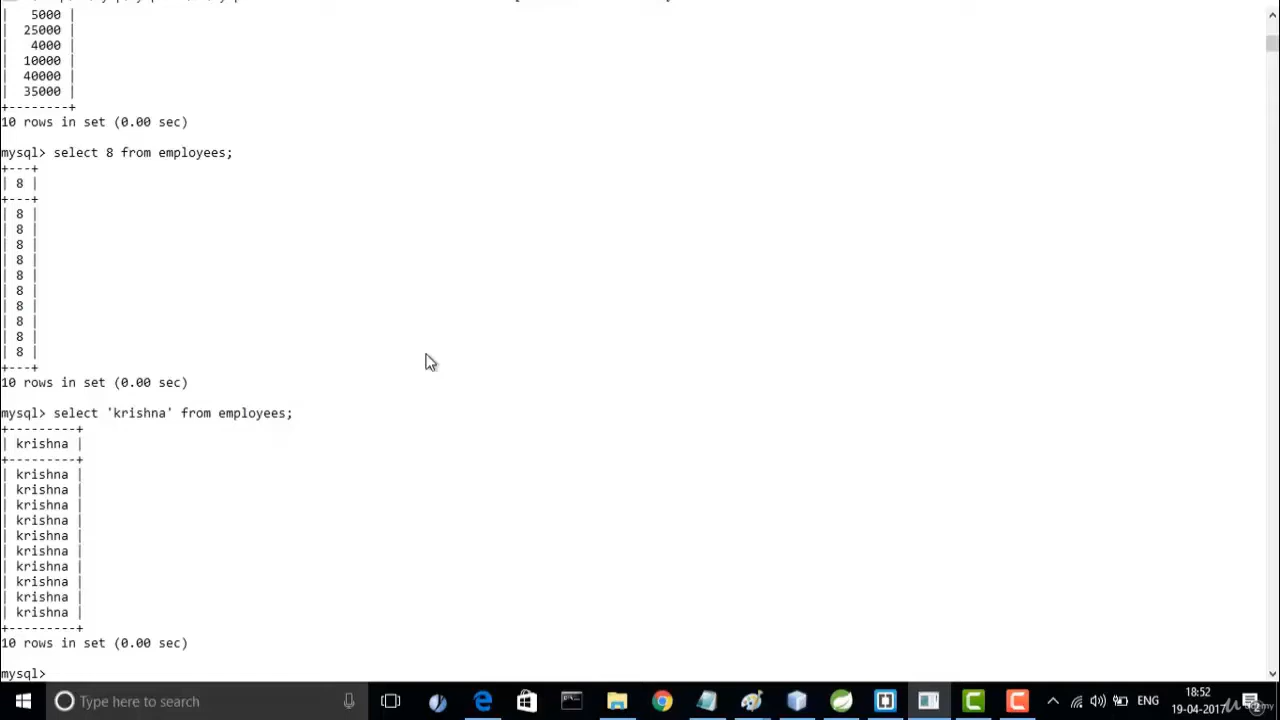 |   5000 |
|  25000 |
|   4000 |
|  10000 |
|  40000 |
|  35000 |
+--------+
10 rows in set (0.00 sec)
mysql> select 8 from employees;
+---+
| 8 |
+---+
| 8 |
| 8 |
| 8 |
| 8 |
| 8 |
| 8 |
| 8 |
| 8 |
| 8 |
| 8 |
+---+
10 rows in set (0.00 sec)
mysql> select 'krishna' from employees;
+---------+
| krishna |
+---------+
| krishna |
| krishna |
| krishna |
| krishna |
| krishna |
| krishna |
| krishna |
| krishna |
| krishna |
| krishna |
+---------+
10 rows in set (0.00 sec)
mysql>
Type here to search
ENG
18:52
19-04-2017